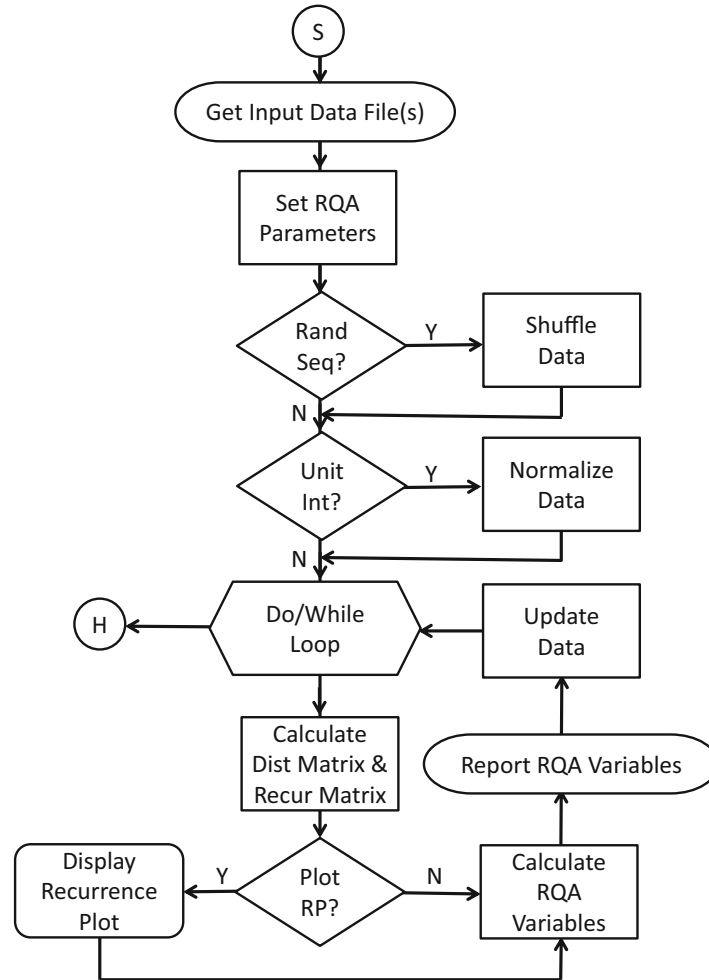 S
Get Input Data File(s)
Set RQA
Parameters
Rand
Seq?
Y
Shuffle
Data
N
Unit
Int?
Y
Normalize
Data
N
H
Do/While
Loop
Update
Data
Calculate
Dist Matrix &
Recur Matrix
Report RQA Variables
Display
Recurrence
Plot
Y
Plot
RP?
N
Calculate
RQA
Variables